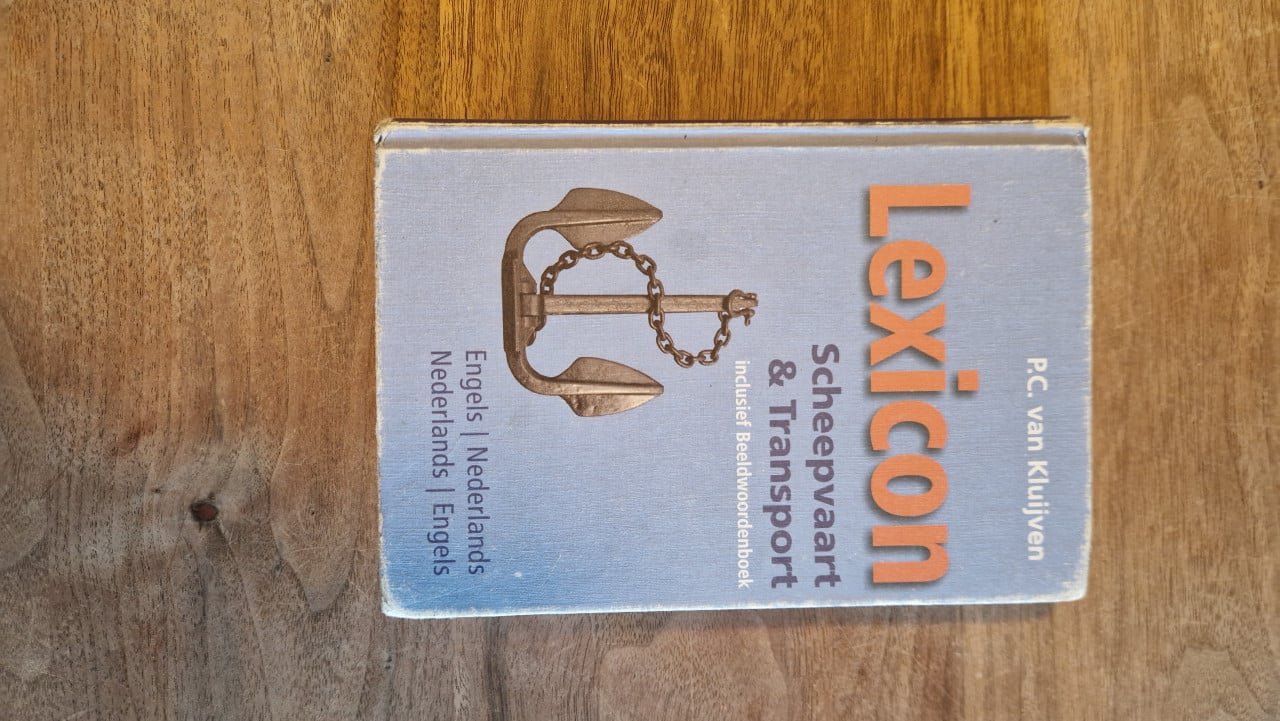 P.C. van Kluijven
Lexicon
Scheepvaart
& Transport
inclusief Beeldwoordenboek
Engels | Nederlands
Nederlands | Engels